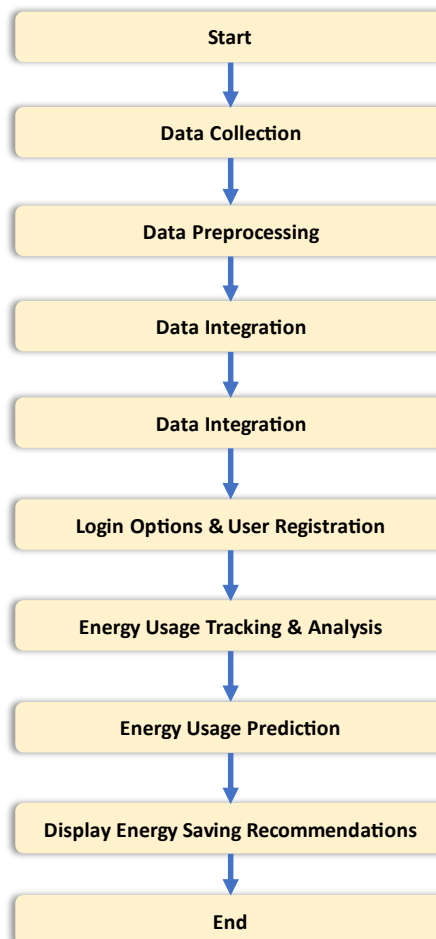 Start
Data Collection
Data Preprocessing
Data Integration
Data Integration
Login Options & User Registration
Energy Usage Tracking & Analysis
Energy Usage Prediction
Display Energy Saving Recommendations
End